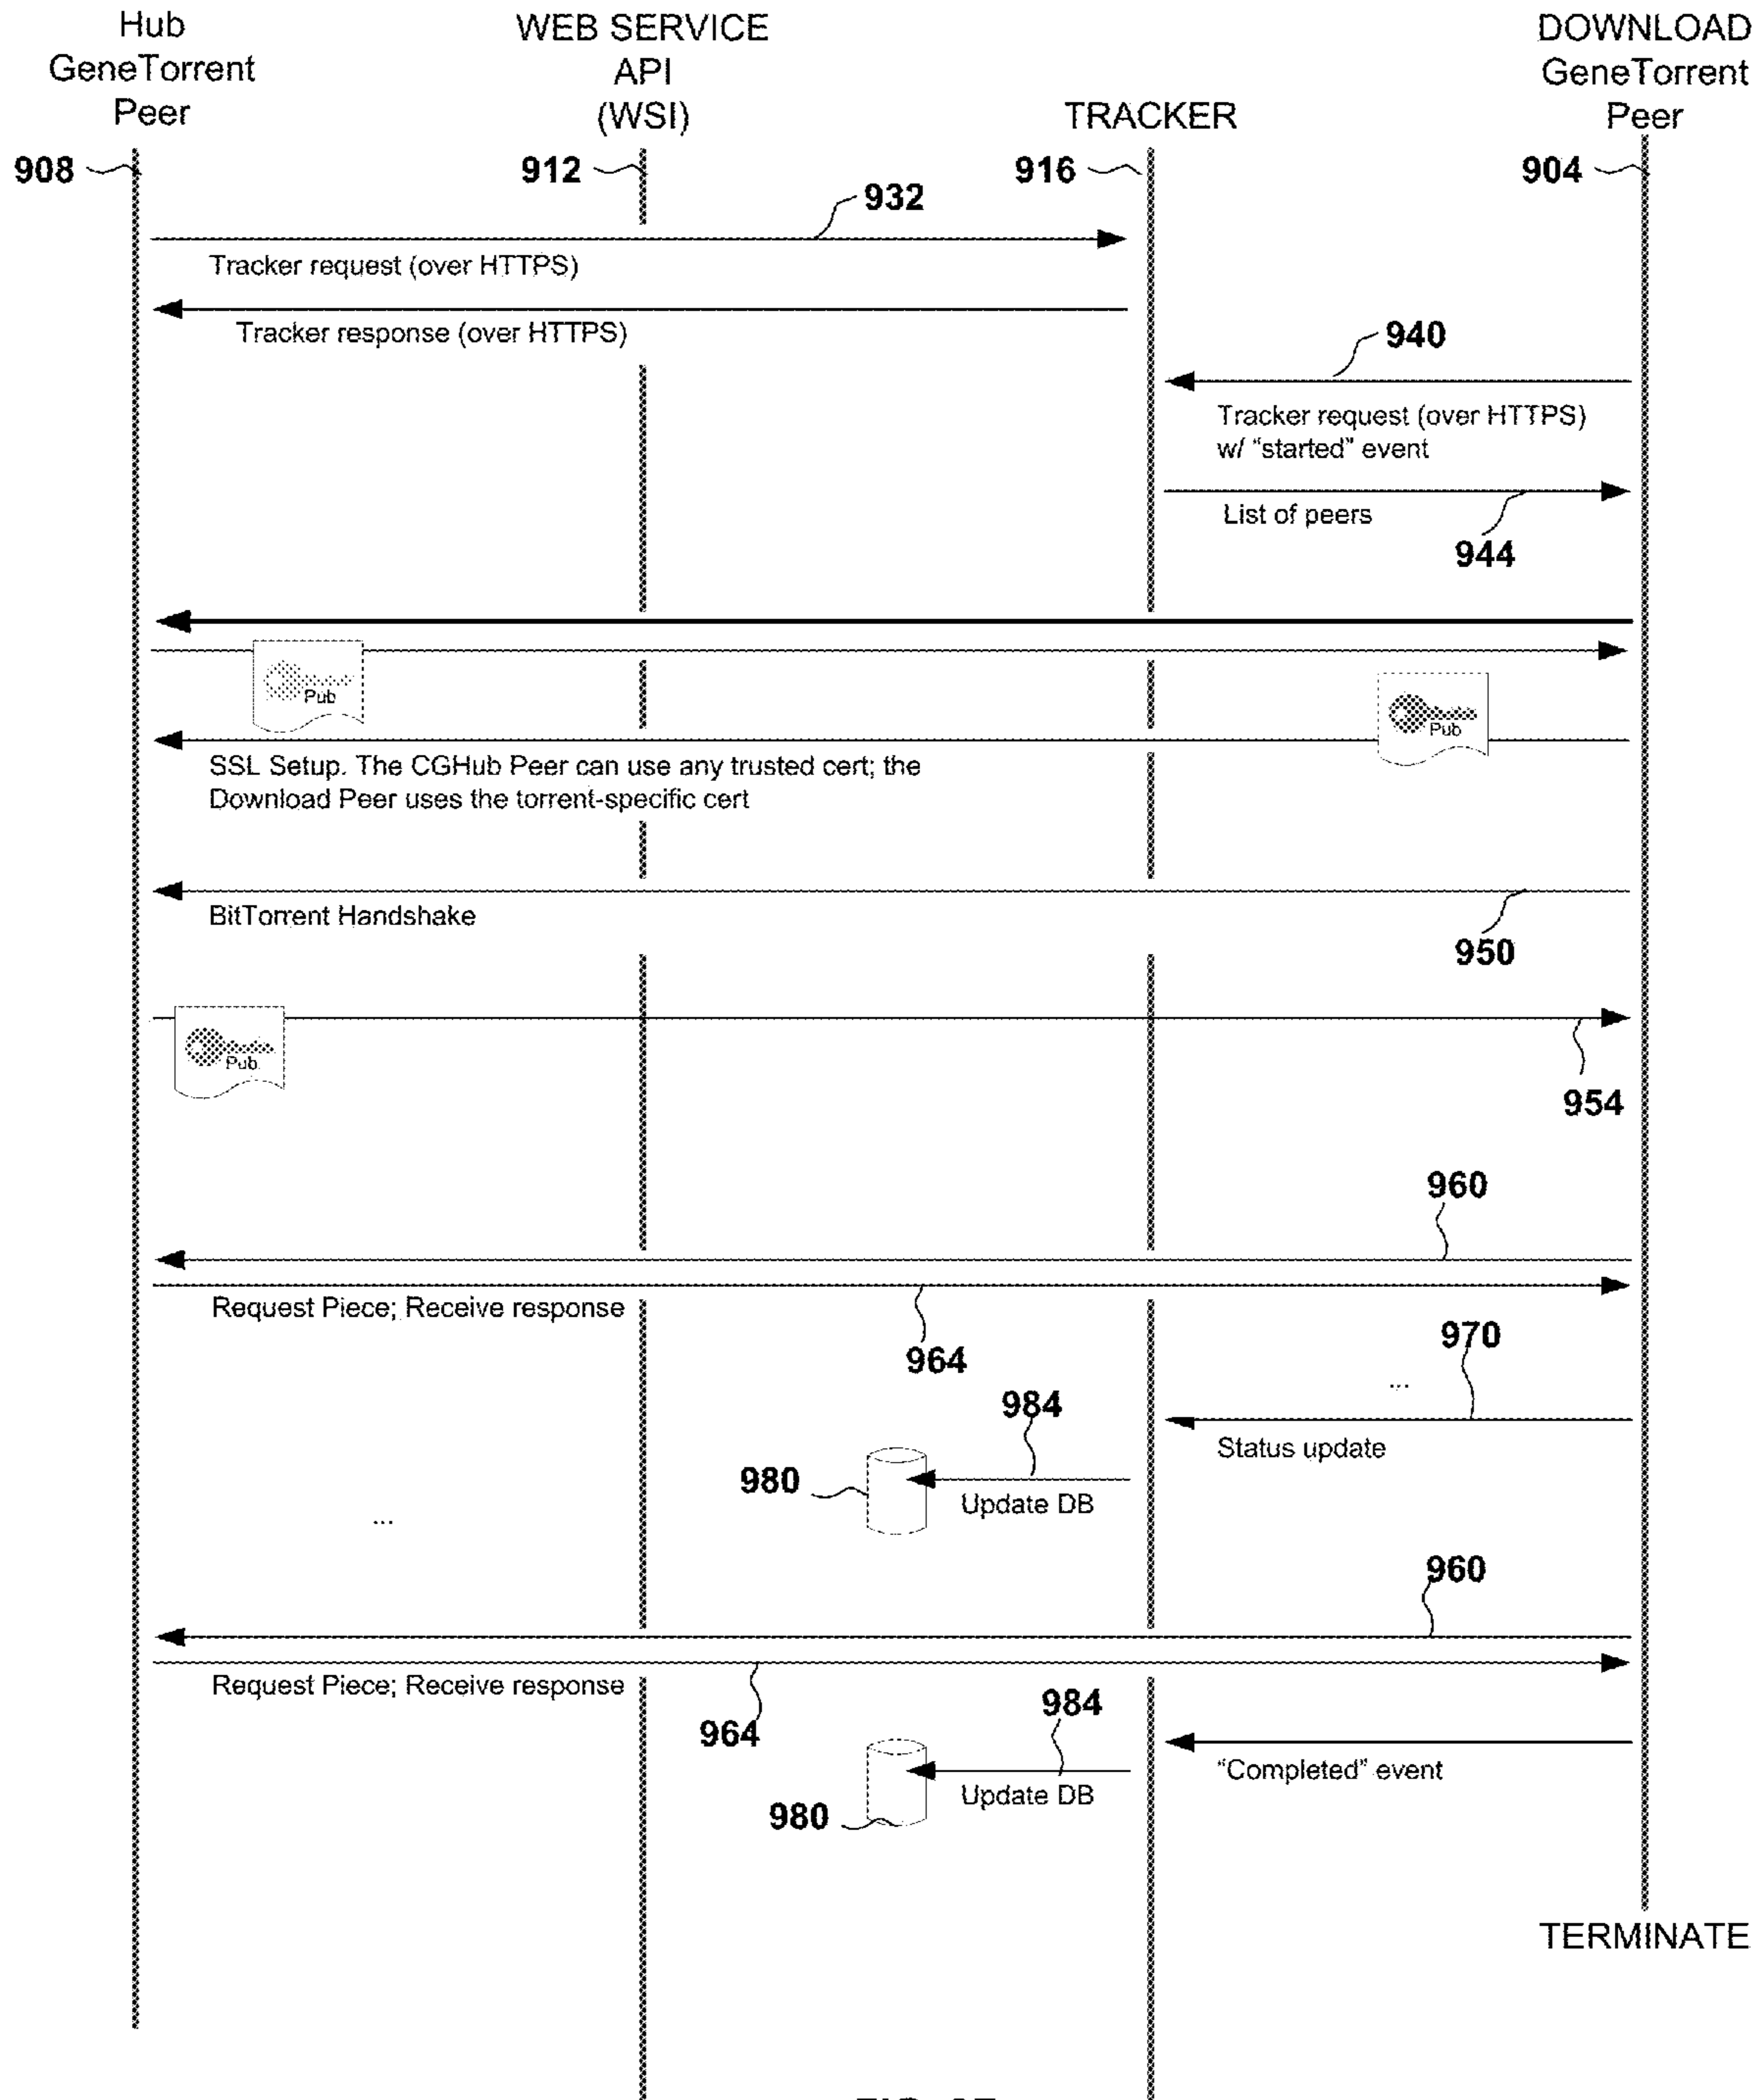 Hub
GeneTorrent
Peer
WEB SERVICE
API
(WSI)
TRACKER
DOWNLOAD
GeneTorrent
Peer
908
912
916
904
932
Tracker request (over HTTPS)
Tracker response (over HTTPS)
940
Tracker request (over HTTPS)
w/ "started" event
List of peers
944
Pub
Pub
SSL Setup. The CGHub Peer can use any trusted cert; the
Download Peer uses the torrent-specific cert
BitTorrent Handshake
950
Pub
954
960
Request Piece; Receive response
964
970
...
984
Status update
980
Update DB
...
960
Request Piece; Receive response
964
984
"Completed" event
Update DB
980
TERMINATE